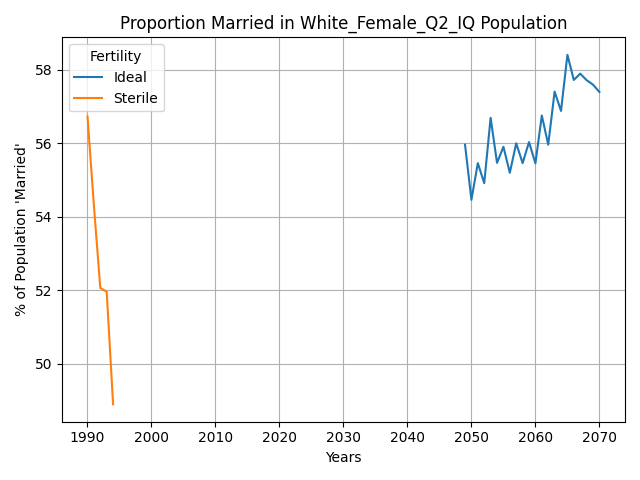 Proportion Married in White_Female_Q2_IQ Population
Fertility
Ideal
Sterile
% of Population 'Married'
58
56
54
52
50
1990 2000 2010 2020 2030 2040 2050 2060 2070
Years